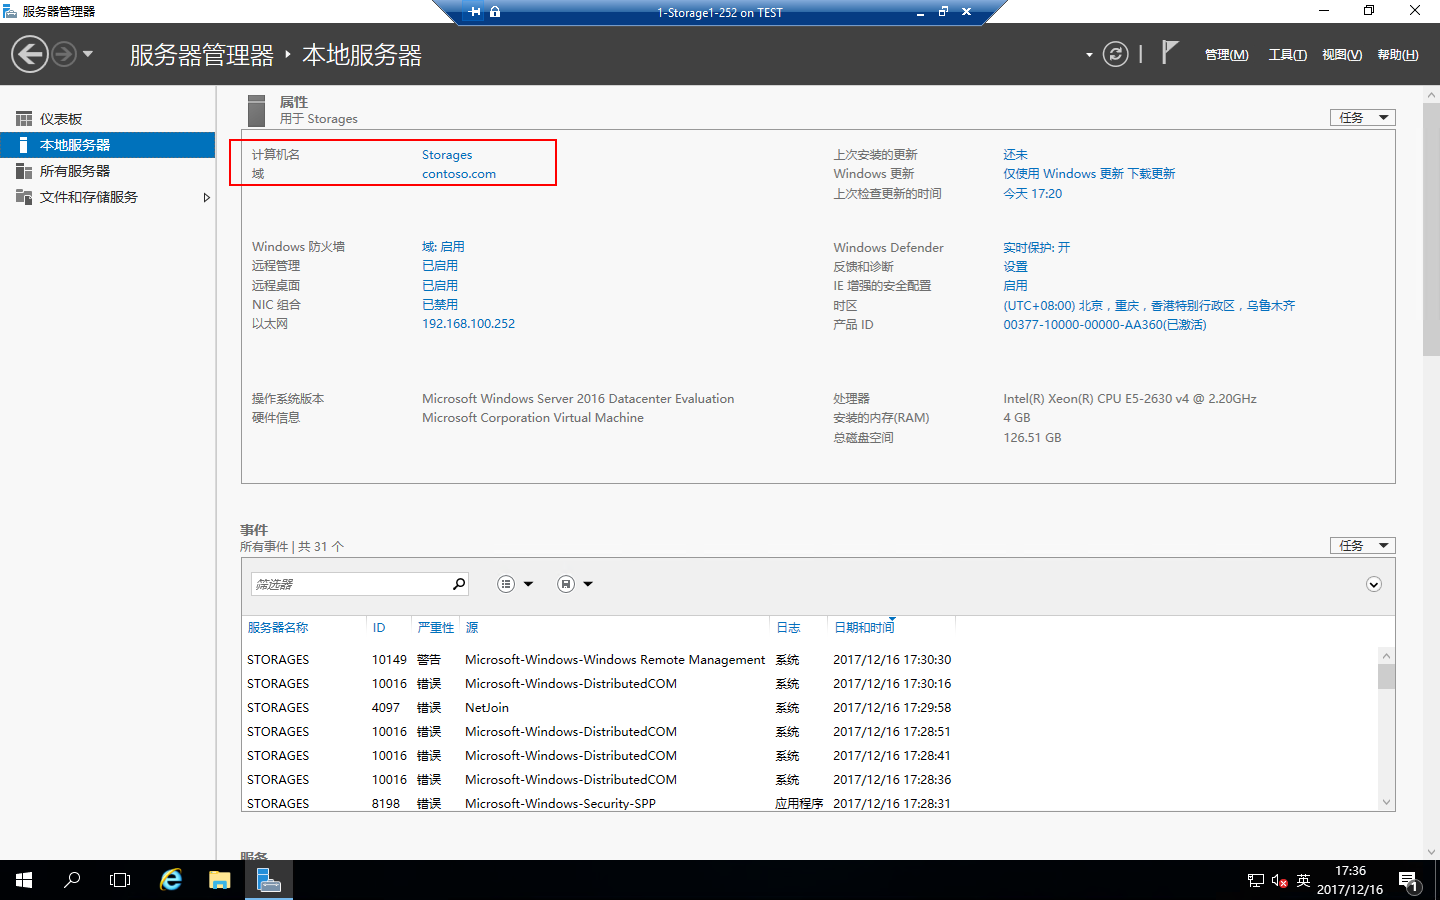 服务器管理器
1-Storage1-252 on TEST
服务器管理器 ‣ 本地服务器
管理(M) 工具(T) 视图(V) 帮助(H)
仪表板
本地服务器
所有服务器
文件和存储服务
属性
用于 Storages
任务
计算机名 Storages
域 contoso.com
上次安装的更新 还未
Windows 更新 仅使用 Windows 更新 下载更新
上次检查更新的时间 今天 17:20
Windows 防火墙 域: 启用
远程管理 已启用
远程桌面 已启用
NIC 组合 已禁用
以太网 192.168.100.252
Windows Defender 实时保护: 开
反馈和诊断 设置
IE 增强的安全配置 启用
时区 (UTC+08:00) 北京，重庆，香港特别行政区，乌鲁木齐
产品 ID 00377-10000-00000-AA360(已激活)
操作系统版本 Microsoft Windows Server 2016 Datacenter Evaluation
硬件信息 Microsoft Corporation Virtual Machine
处理器 Intel(R) Xeon(R) CPU E5-2630 v4 @ 2.20GHz
安装的内存(RAM) 4 GB
总磁盘空间 126.51 GB
事件
所有事件 | 共 31 个
任务
筛选器
服务器名称 ID 严重性 源 日志 日期和时间
STORAGES 10149 警告 Microsoft-Windows-Windows Remote Management 系统 2017/12/16 17:30:30
STORAGES 10016 错误 Microsoft-Windows-DistributedCOM 系统 2017/12/16 17:30:16
STORAGES 4097 错误 NetJoin 系统 2017/12/16 17:29:58
STORAGES 10016 错误 Microsoft-Windows-DistributedCOM 系统 2017/12/16 17:28:51
STORAGES 10016 错误 Microsoft-Windows-DistributedCOM 系统 2017/12/16 17:28:41
STORAGES 10016 错误 Microsoft-Windows-DistributedCOM 系统 2017/12/16 17:28:36
STORAGES 8198 错误 Microsoft-Windows-Security-SPP 应用程序 2017/12/16 17:28:31
服务
英
17:36
2017/12/16
1